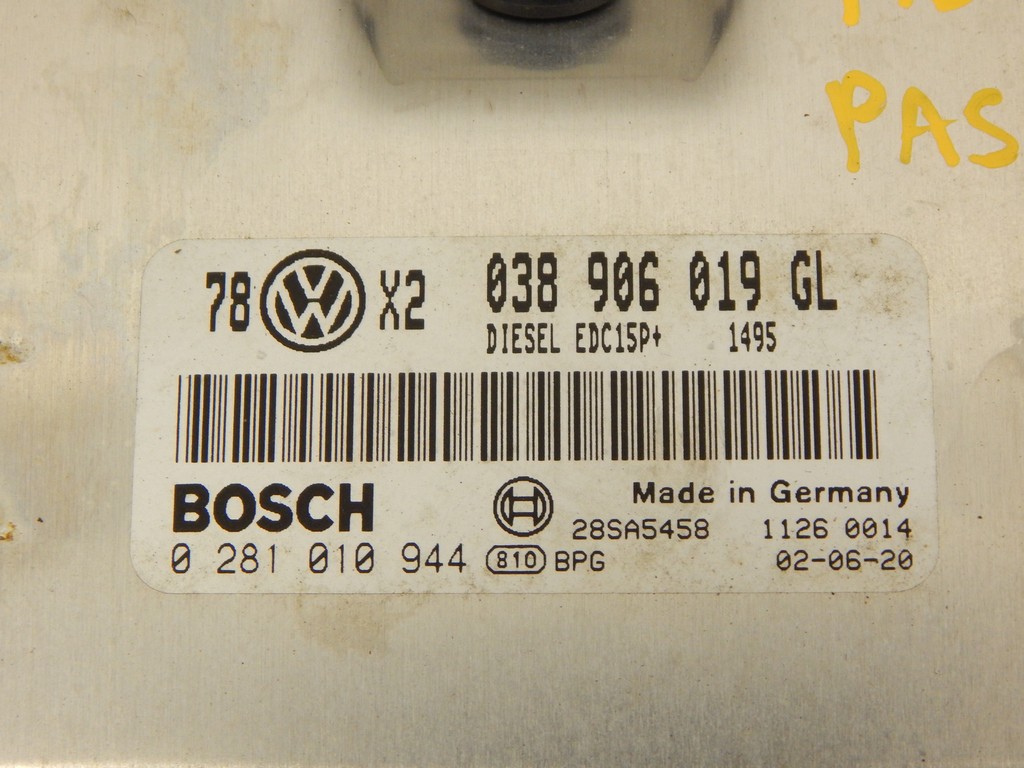 PAS
78 VW X2 038 906 019 GL
DIESEL EDC15P+ 1495
BOSCH
Made in Germany
28SA5458 1126 0014
0 281 010 944 810 BPG 02-06-20